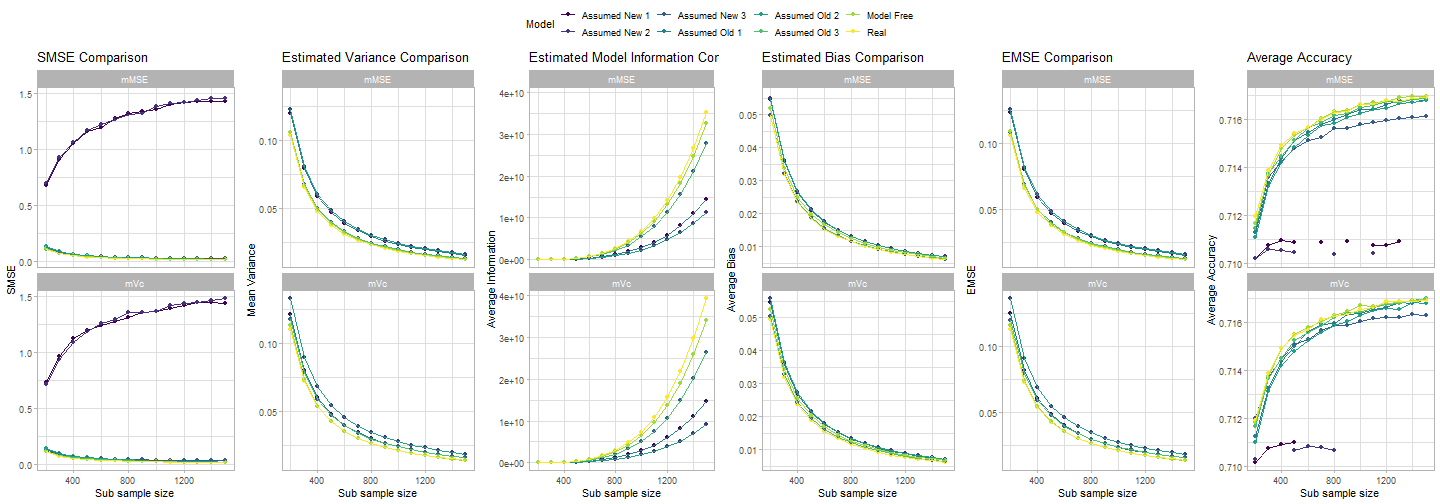 Model
Assumed New 1
Assumed New 3
Assumed Old 2
Model Free
Assumed New 2
Assumed Old 1
Assumed Old 3
Real
SMSE Comparison
mMSE
1.5
1.0
0.5
0.0
mVc
1.5
1.0
0.5
0.0
400
800
1200
Sub sample size
SMSE
Estimated Variance Comparison
mMSE
0.10
0.05
mVc
0.10
0.05
400
800
1200
Sub sample size
Mean Variance
Estimated Model Information Cor
mMSE
4e+10
3e+10
2e+10
1e+10
0e+00
mVc
4e+10
3e+10
2e+10
1e+10
0e+00
400
800
1200
Sub sample size
Average Information
Estimated Bias Comparison
mMSE
0.05
0.04
0.03
0.02
0.01
mVc
0.05
0.04
0.03
0.02
0.01
400
800
1200
Sub sample size
Average Bias
EMSE Comparison
mMSE
0.10
0.05
mVc
0.10
0.05
400
800
1200
Sub sample size
EMSE
Average Accuracy
mMSE
0.716
0.714
0.712
0.710
mVc
0.716
0.714
0.712
0.710
400
800
1200
Sub sample size
Average Accuracy